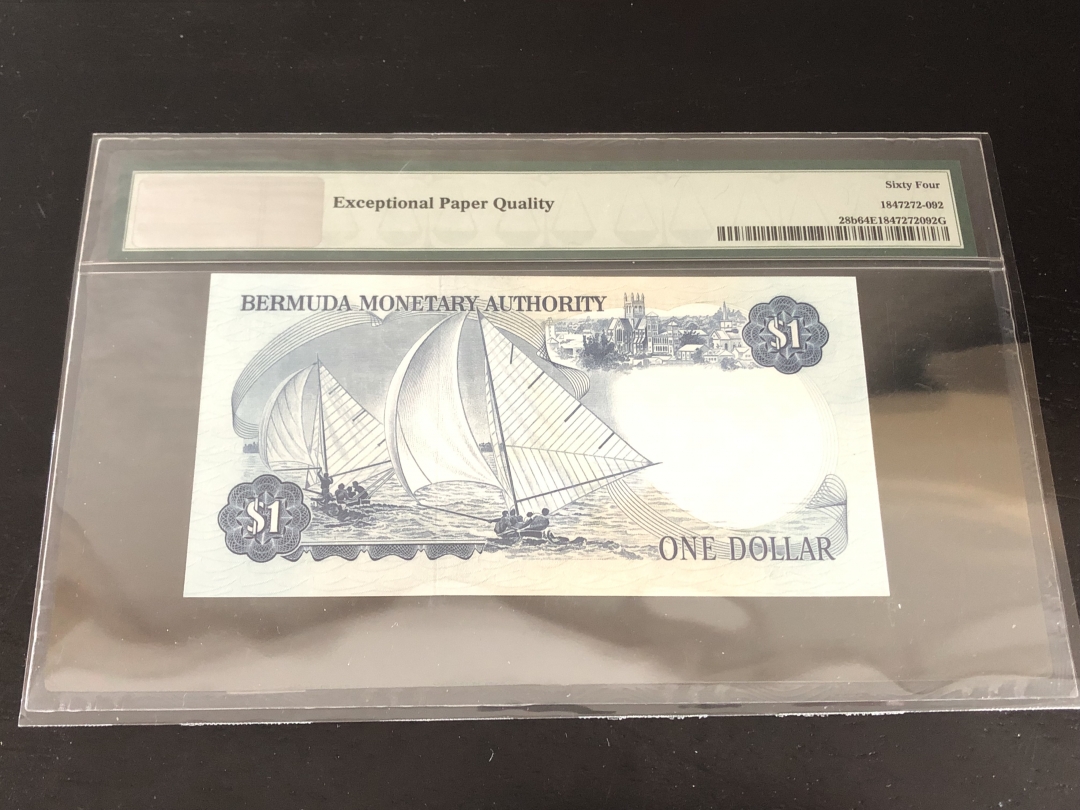 Exceptional Paper Quality
Sixty Four
1847272-092
28b64E1847272092G
BERMUDA MONETARY AUTHORITY
$1
$1
ONE DOLLAR